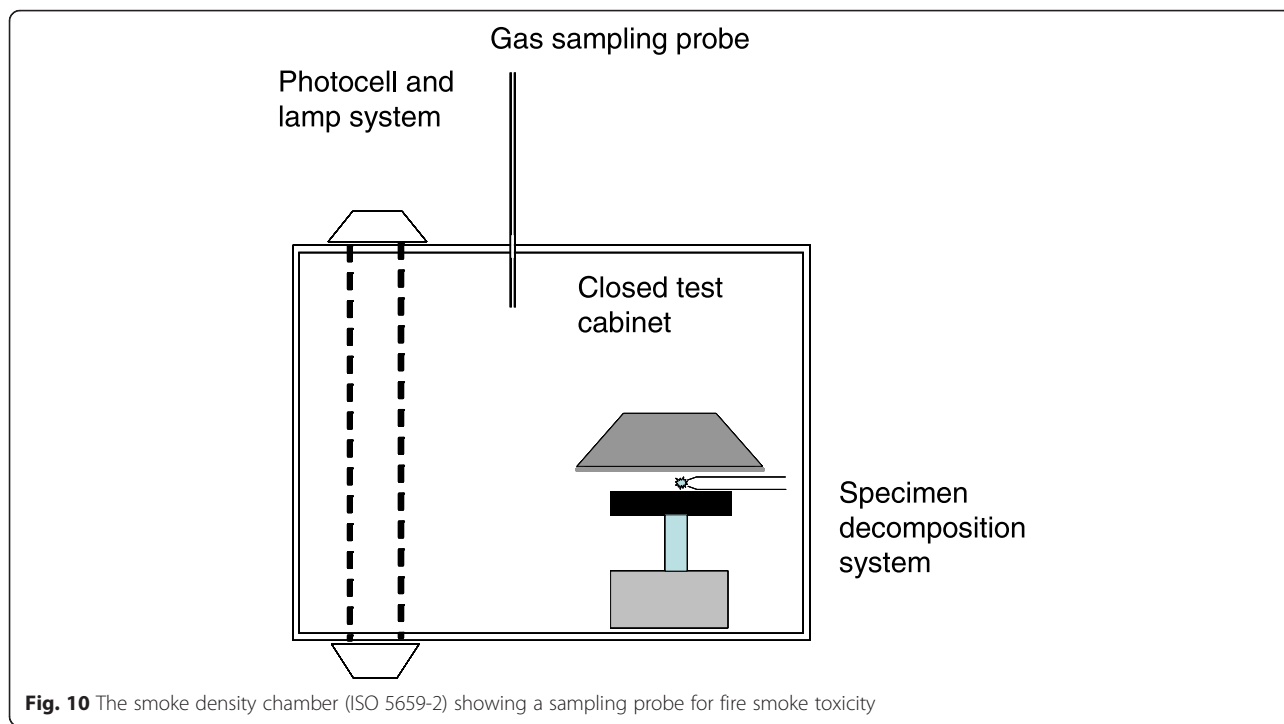 Gas sampling probe
Photocell and
lamp system
Closed test
cabinet
Specimen
decomposition
system
Fig. 10 The smoke density chamber (ISO 5659-2) showing a sampling probe for fire smoke toxicity